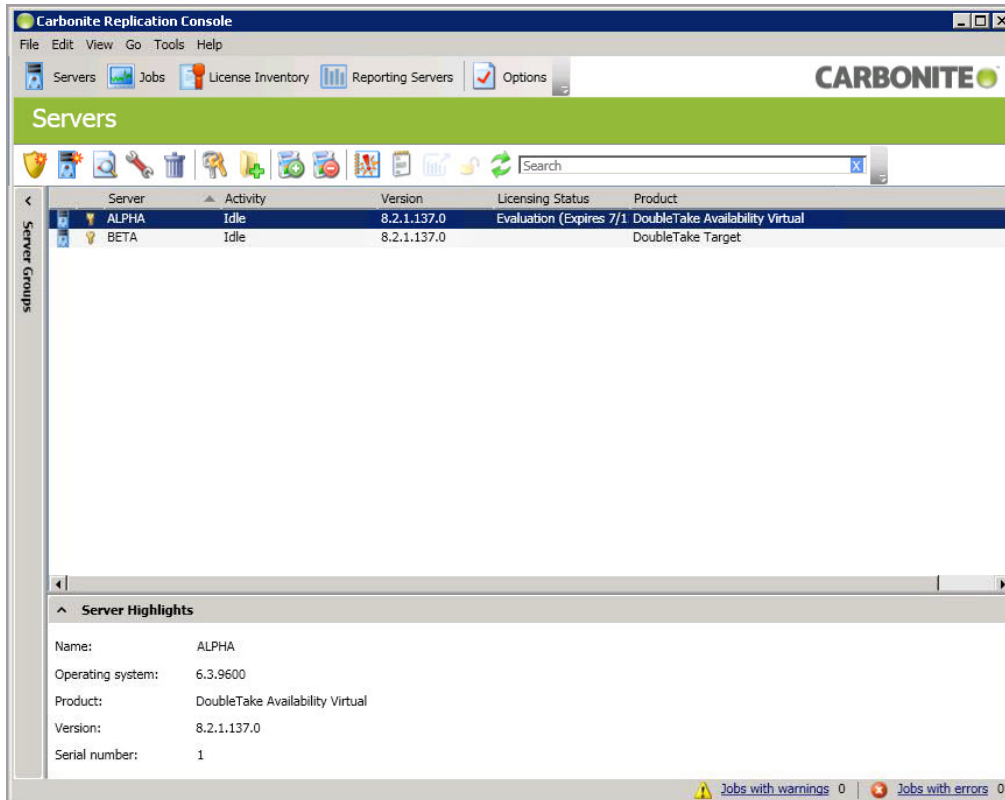 Carbonite Replication Console
File Edit View Go Tools Help
Servers Jobs License Inventory Reporting Servers Options CARBONITE
Servers
Search
Server Groups
Server Activity Version Licensing Status Product
ALPHA Idle 8.2.1.137.0 Evaluation (Expires 7/1 DoubleTake Availability Virtual
BETA Idle 8.2.1.137.0 DoubleTake Target
Server Highlights
Name: ALPHA
Operating system: 6.3.9600
Product: DoubleTake Availability Virtual
Version: 8.2.1.137.0
Serial number: 1
Jobs with warnings 0 Jobs with errors 0